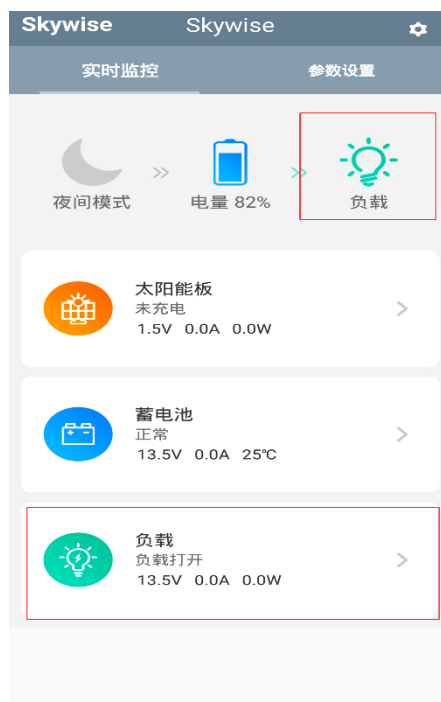 Skywise Skywise
实时监控 参数设置
夜间模式 电量 82% 负载
太阳能板
未充电
1.5V 0.0A 0.0W
蓄电池
正常
13.5V 0.0A 25℃
负载
负载打开
13.5V 0.0A 0.0W